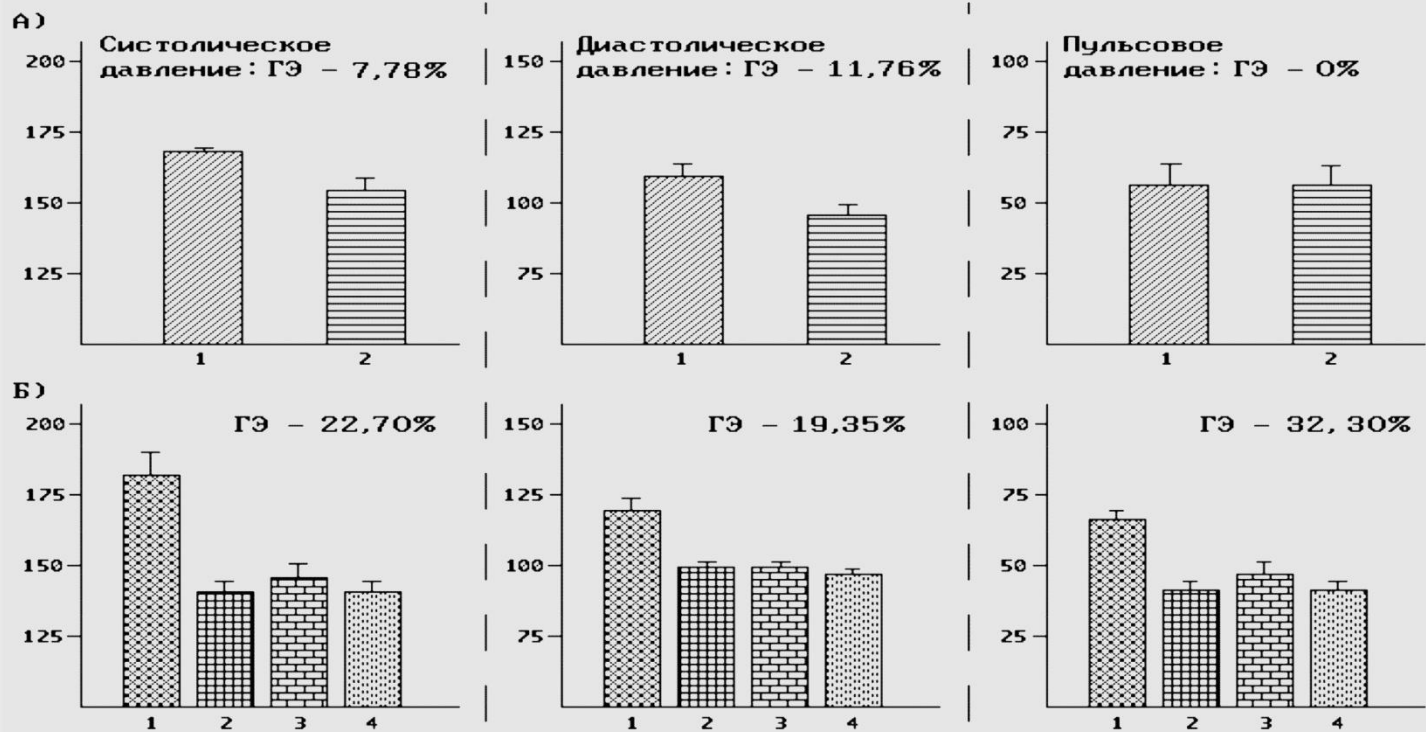 А)
Систолическое
давление: ГЭ – 7,78%
200
175
150
125
1 2
Диастолическое
давление: ГЭ – 11,76%
150
125
100
75
1 2
Пульсовое
давление: ГЭ – 0%
100
75
50
25
1 2
Б)
ГЭ – 22,70%
200
175
150
125
1 2 3 4
ГЭ – 19,35%
150
125
100
75
1 2 3 4
ГЭ – 32, 30%
100
75
50
25
1 2 3 4